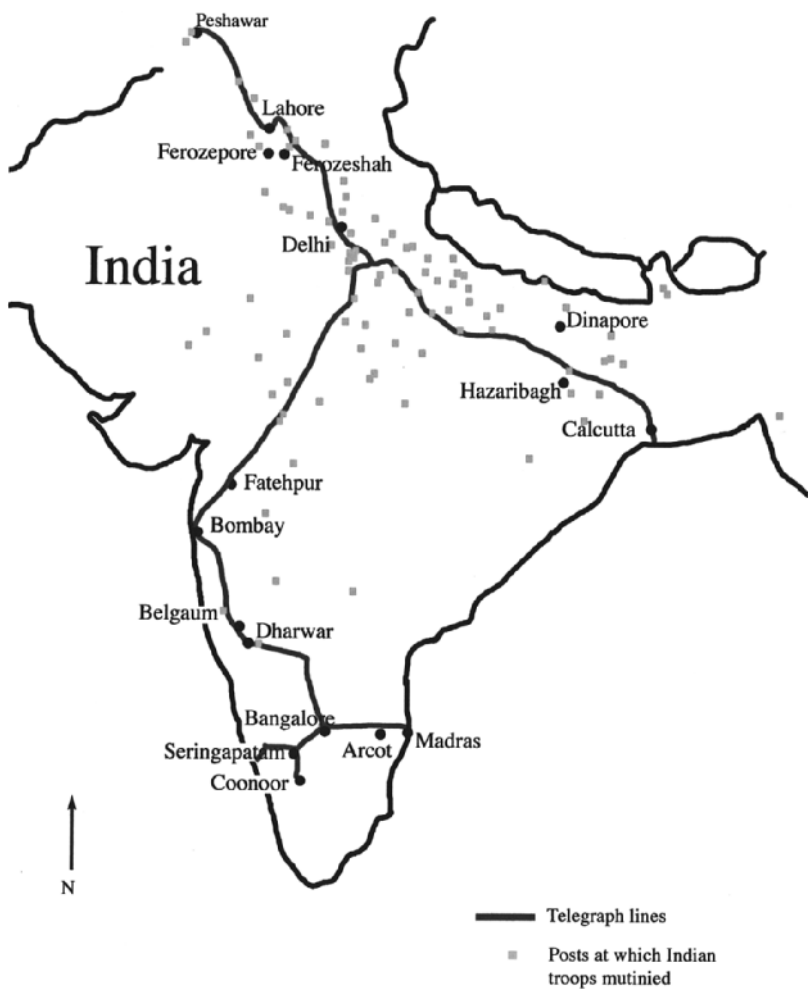 Peshawar
Lahore
Ferozepore
Ferozeshah
Delhi
India
Dinapore
Hazaribagh
Calcutta
Fatehpur
Bombay
Belgaum
Dharwar
Bangalore
Seringapatam
Arcot
Madras
Coonoor
N
Telegraph lines
Posts at which Indian
troops mutinied